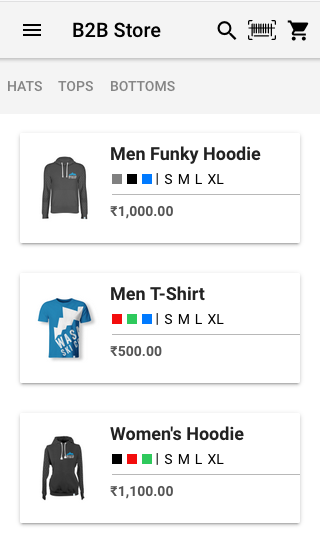 B2B Store
HATS TOPS BOTTOMS
Men Funky Hoodie
| S M L XL
₹1,000.00
Men T-Shirt
| S M L XL
₹500.00
WAS
Women's Hoodie
| S M L XL
₹1,100.00